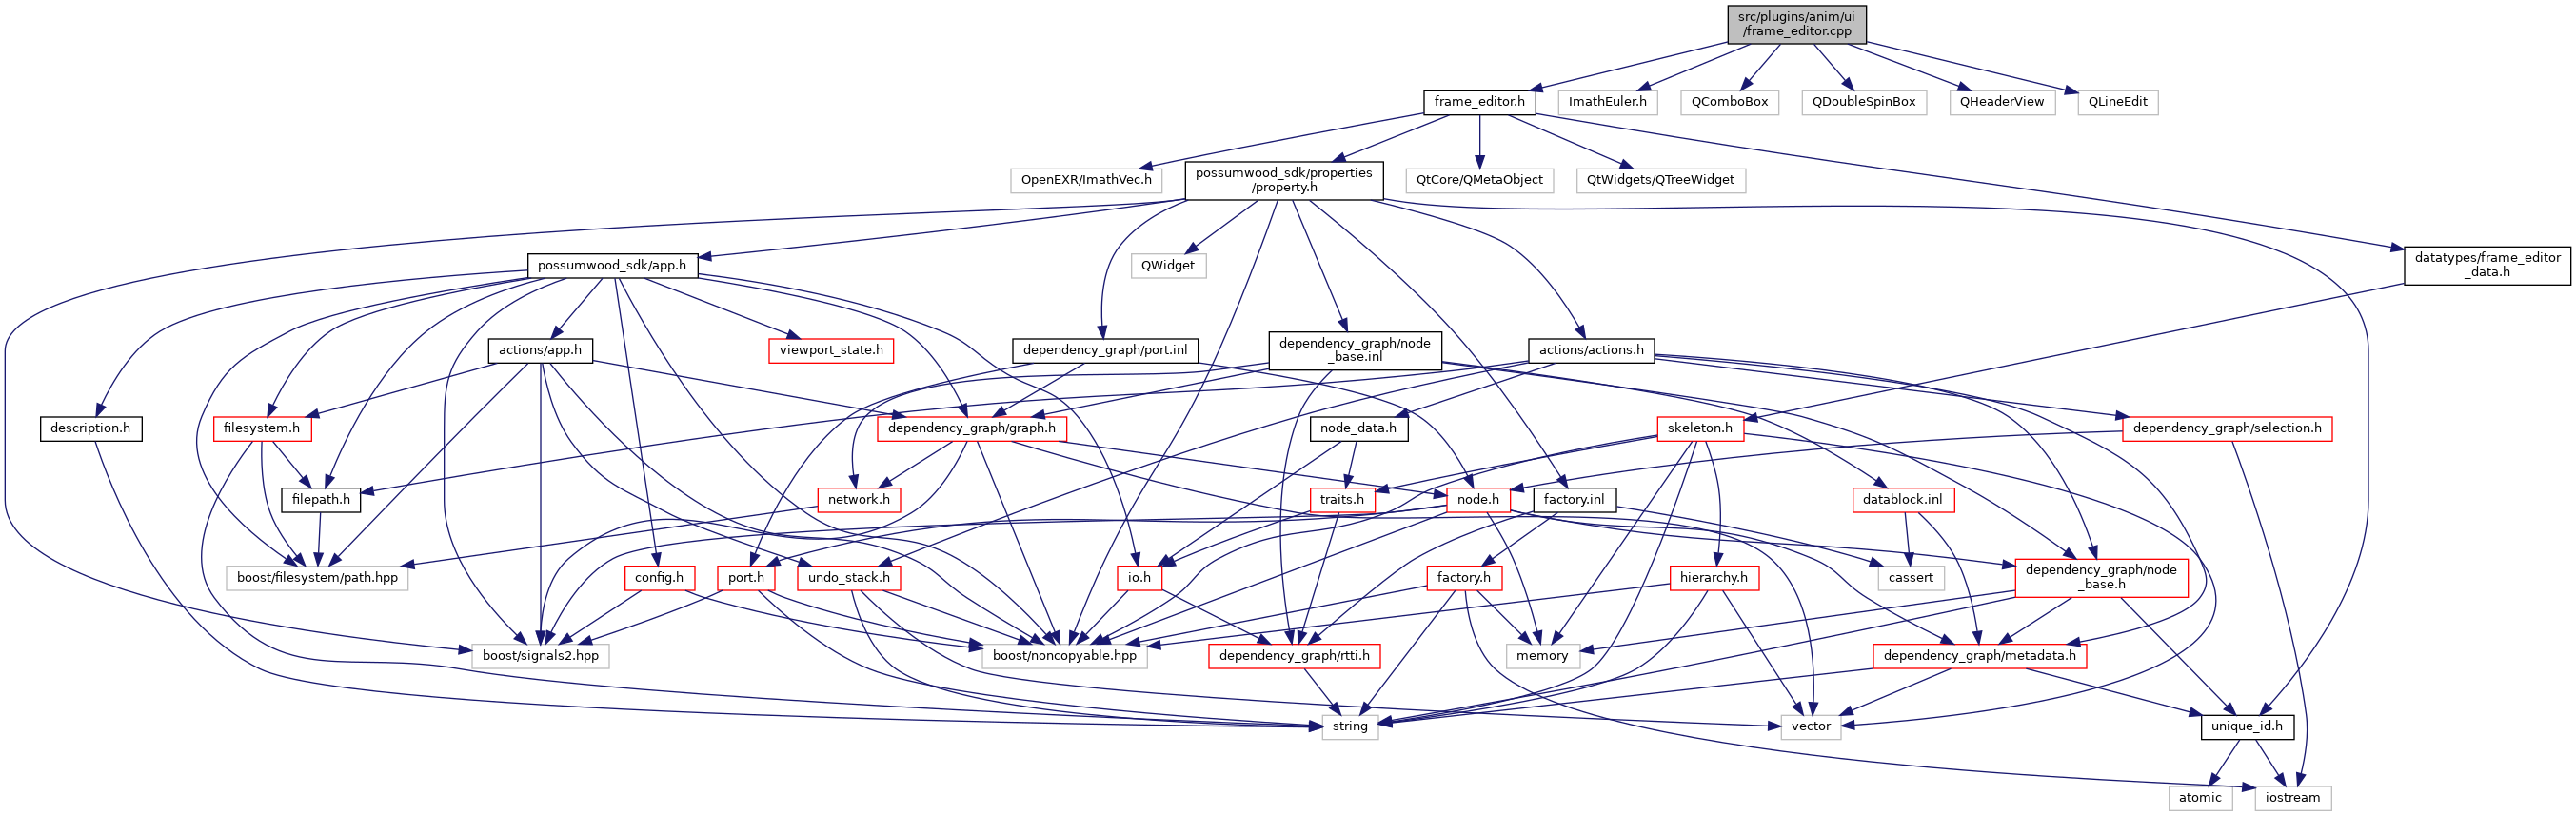 src/plugins/anim/ui
/frame_editor.cpp
frame_editor.h
ImathEuler.h
QComboBox
QDoubleSpinBox
QHeaderView
QLineEdit
OpenEXR/ImathVec.h
possumwood_sdk/properties
/property.h
QtCore/QMetaObject
QtWidgets/QTreeWidget
possumwood_sdk/app.h
QWidget
datatypes/frame_editor
_data.h
actions/app.h
viewport_state.h
dependency_graph/port.inl
dependency_graph/node
_base.inl
actions/actions.h
description.h
filesystem.h
dependency_graph/graph.h
node_data.h
skeleton.h
dependency_graph/selection.h
filepath.h
network.h
traits.h
node.h
factory.inl
datablock.inl
boost/filesystem/path.hpp
config.h
port.h
undo_stack.h
io.h
factory.h
hierarchy.h
cassert
dependency_graph/node
_base.h
boost/signals2.hpp
boost/noncopyable.hpp
dependency_graph/rtti.h
memory
dependency_graph/metadata.h
string
vector
unique_id.h
atomic
iostream